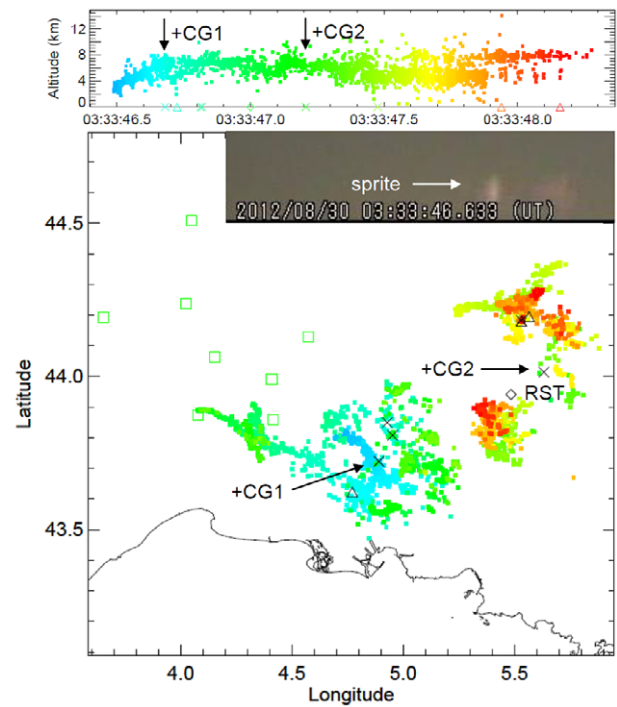 Altitude (km)
12
8
4
0
+CG1
+CG2
03:33:46.5
03:33:47.0
03:33:47.5
03:33:48.0
sprite
2012/08/30 03:33:46.633 (UT)
Latitude
44.5
44.0
43.5
+CG2
RST
+CG1
4.0
4.5
5.0
5.5
Longitude